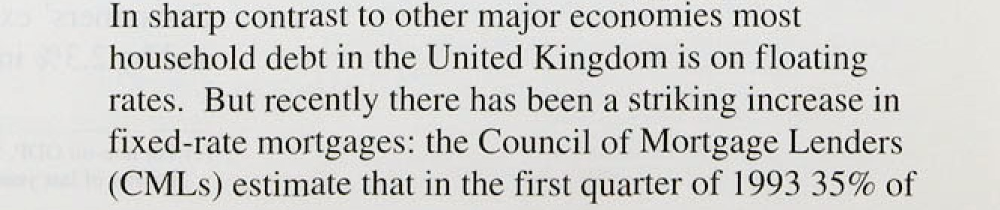 In sharp contrast to other major economies most
household debt in the United Kingdom is on floating
rates. But recently there has been a striking increase in
fixed-rate mortgages: the Council of Mortgage Lenders
(CMLs) estimate that in the first quarter of 1993 35% of